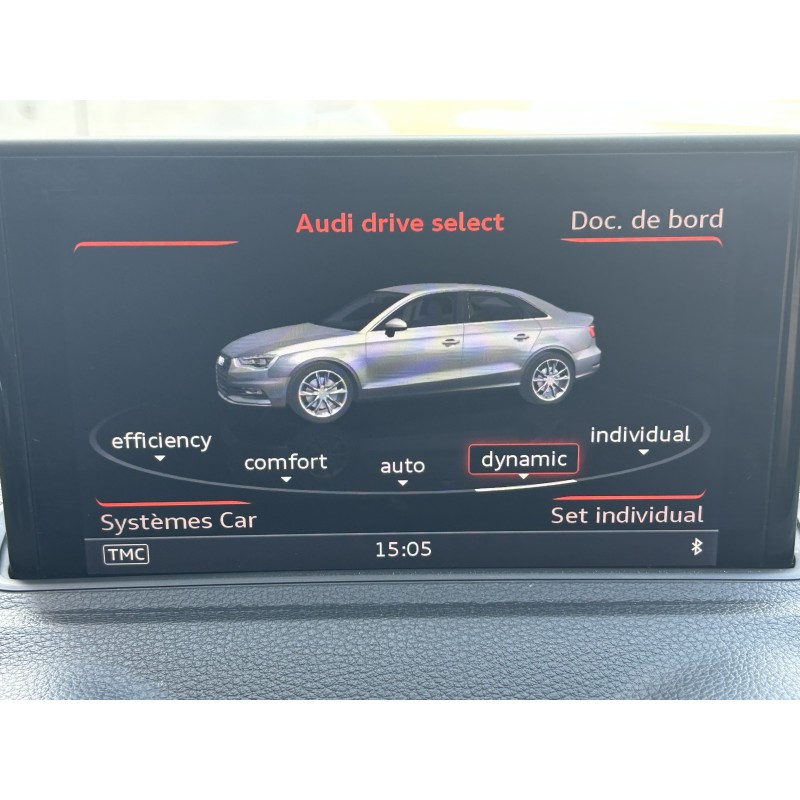 Audi drive select
Doc. de bord
efficiency
comfort
auto
dynamic
individual
Systèmes Car
Set individual
TMC
15:05